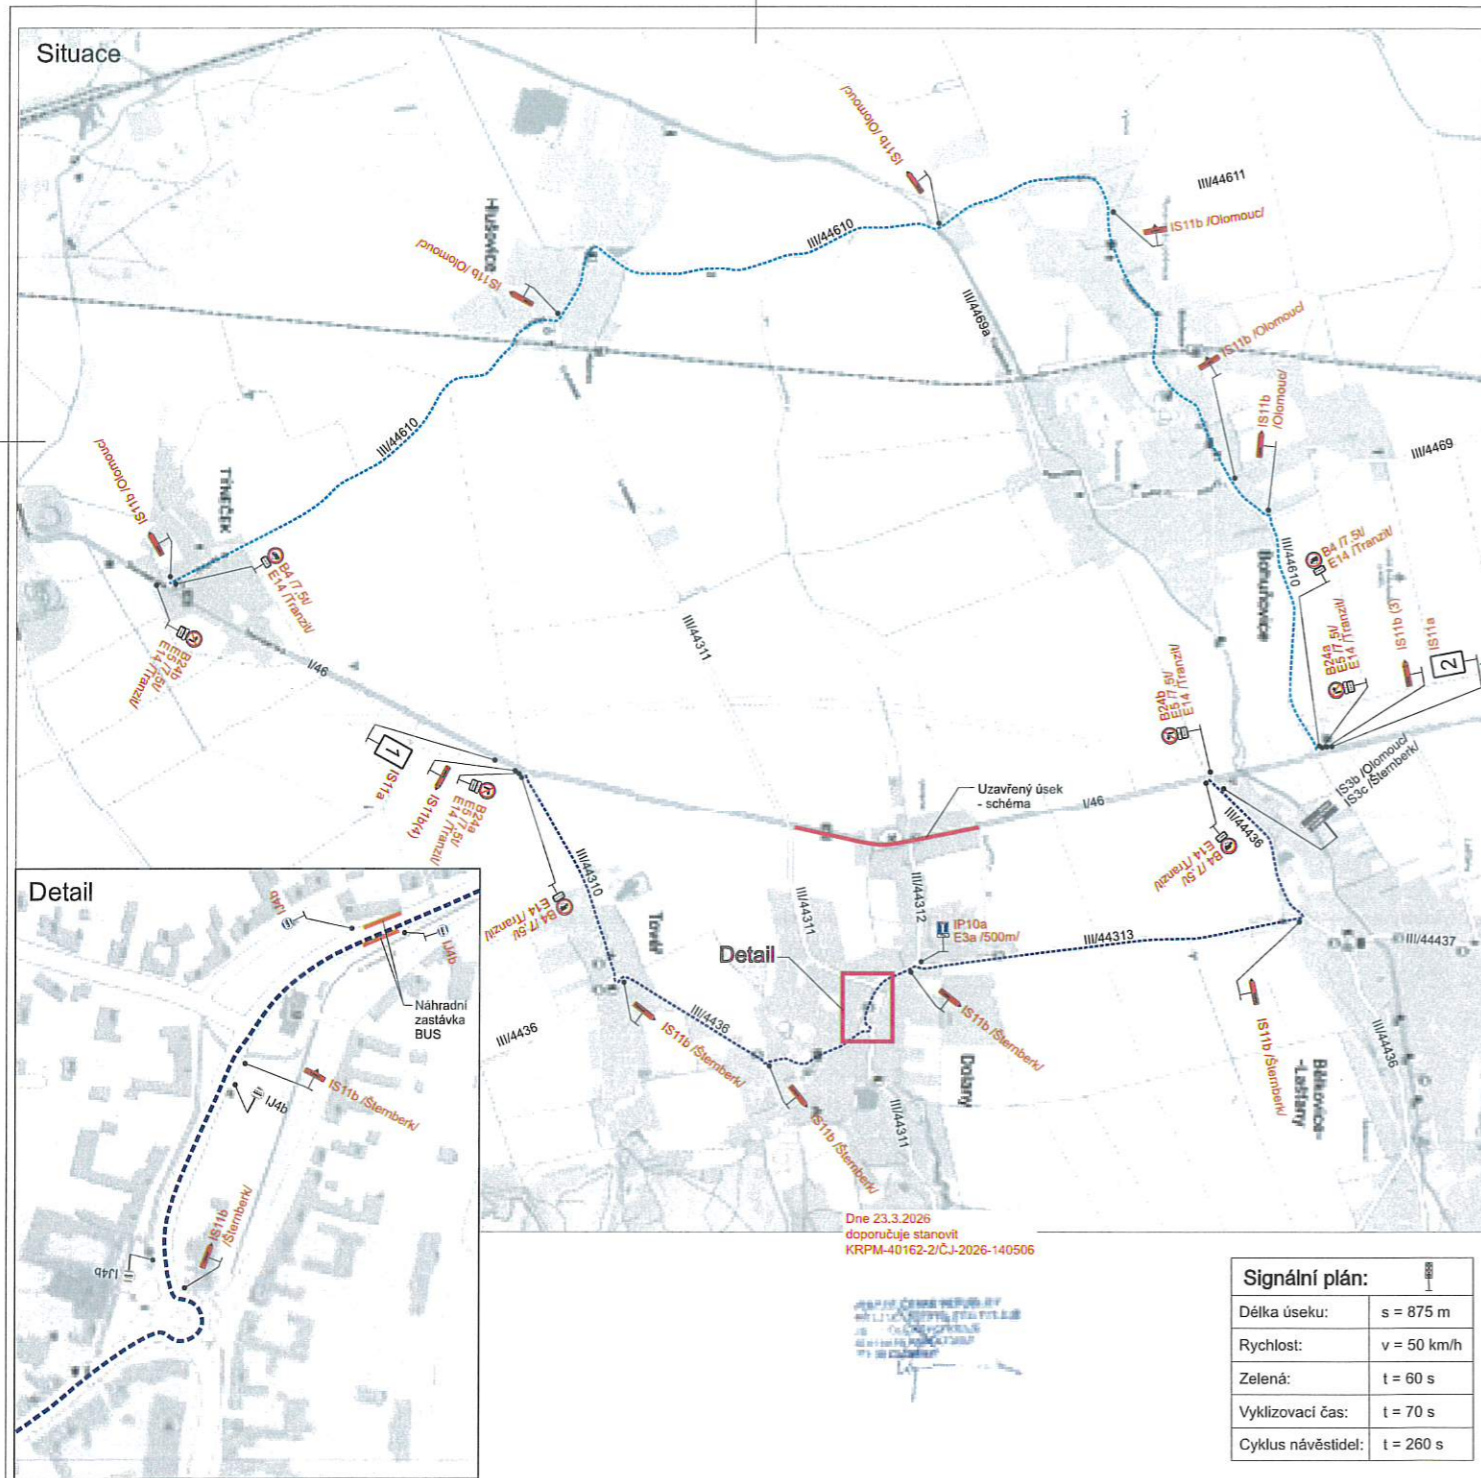 Situace
IS11b /Olomouc/
III/44611
IS11b /Olomouc/
Hlušovice
III/44610
IS11b /Olomouc/
III/4469a
IS11b /Olomouc/
IS11b
/Olomouc/
III/44610
III/4469
IS11b /Olomouc/
TÝNEČEK
B4 /7.5t/
E14 /Tranzit/
B24b
E5 /7.5t/
E14 /Tranzit/
I/46
III/44311
Bohuňovice
III/44610
B4 /7.5t/
E14 /Tranzit/
B24a
E5 /7.5t/
E14 /Tranzit/
IS11b (3)
IS11a
2
B24b
E5 /7.5t/
E14 /Tranzit/
IS3b /Olomouc/
IS3c /Šternberk/
1
IS11a
IS11b(4)
B24a
E5 /7.5t/
E14 /Tranzit/
Uzavřený úsek
- schéma
I/46
III/44436
B4 /7.5t/
E14 /Tranzit/
III/44310
B4 /7.5t/
E14 /Tranzit/
Tovéř
III/44311
III/44312
IP10a
E3a /500m/
III/44313
III/44437
Detail
III/4436
III/4436
IS11b /Šternberk/
IS11b /Šternberk/
IS11b /Šternberk/
IS11b /Šternberk/
Dolany
III/44311
Bělkovice-
-Lašťany
III/44436
Detail
IJ4b
IJ4b
Náhradní
zastávka
BUS
IS11b /Šternberk/
IJ4b
IS11b
/Šternberk/
IJ4b
Dne 23.3.2026
doporučuje stanovit
KRPM-40162-2/ČJ-2026-140506
Signální plán:
Délka úseku: s = 875 m
Rychlost: v = 50 km/h
Zelená: t = 60 s
Vyklizovací čas: t = 70 s
Cyklus návěstidel: t = 260 s